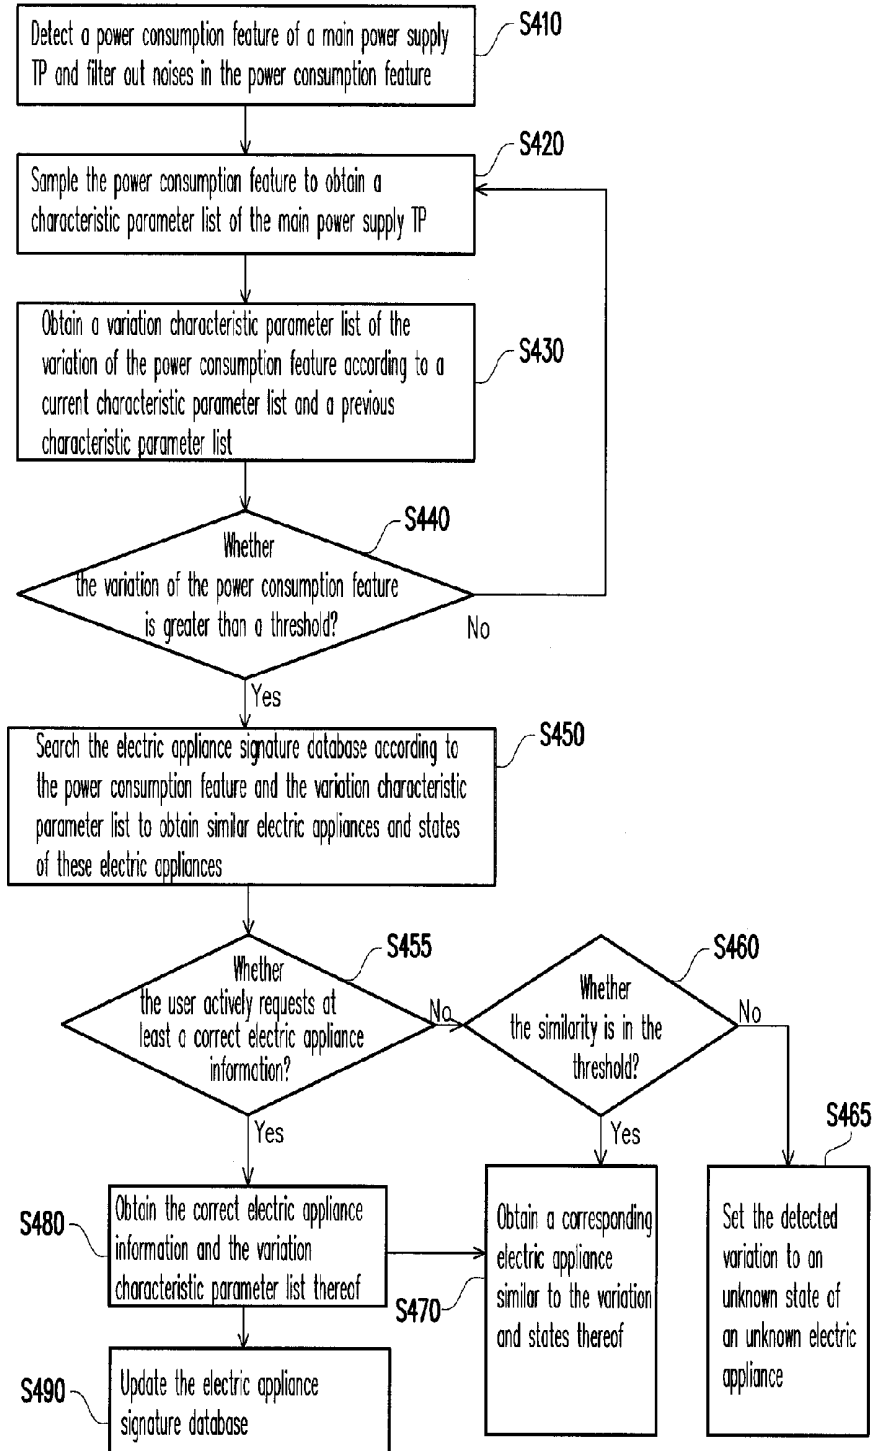 S410
Detect a power consumption feature of a main power supply
TP and filter out noises in the power consumption feature
S420
Sample the power consumption feature to obtain a
characteristic parameter list of the main power supply TP
S430
Obtain a variation characteristic parameter list of the
variation of the power consumption feature according to a
current characteristic parameter list and a previous
characteristic parameter list
S440
Whether
the variation of the power consumption feature
is greater than a threshold?
No
Yes
S450
Search the electric appliance signature database according to
the power consumption feature and the variation characteristic
parameter list to obtain similar electric appliances and states
of these electric appliances
S455
Whether
the user actively requests at
least a correct electric appliance
information?
No
Yes
S460
Whether
the similarity is in the
threshold?
No
Yes
S465
Set the detected
variation to an
unknown state of
an unknown electric
appliance
S480
Obtain the correct electric appliance
information and the variation
characteristic parameter list thereof
S470
Obtain a corresponding
electric appliance
similar to the variation
and states thereof
S490
Update the electric appliance
signature database